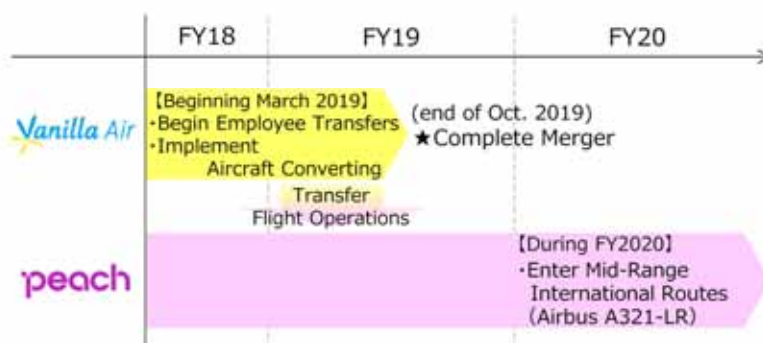 FY18 FY19 FY20
Vanilla Air
【Beginning March 2019】
・Begin Employee Transfers
・Implement
Aircraft Converting
(end of Oct. 2019)
★Complete Merger
Transfer
Flight Operations
peach
【During FY2020】
・Enter Mid-Range
International Routes
(Airbus A321-LR)